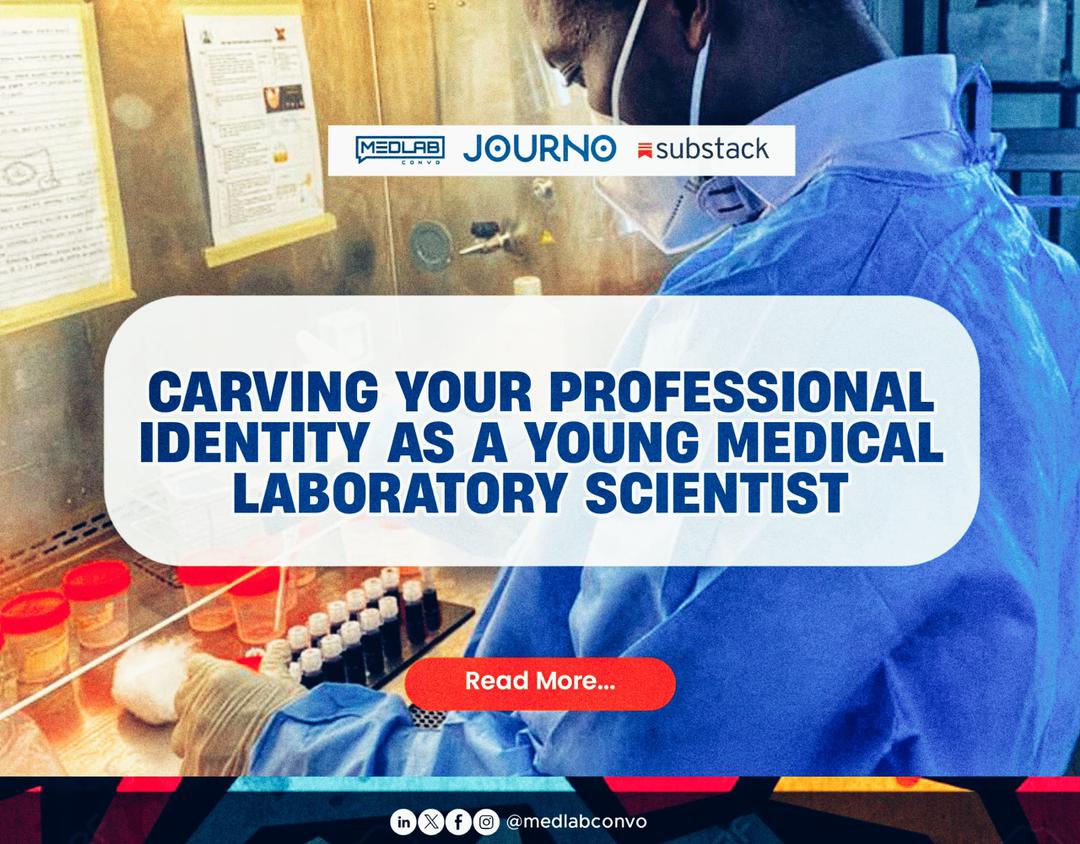 MEDLAB CONVO JOURNO substack
CARVING YOUR PROFESSIONAL
IDENTITY AS A YOUNG MEDICAL
LABORATORY SCIENTIST
Read More...
@medlabconvo